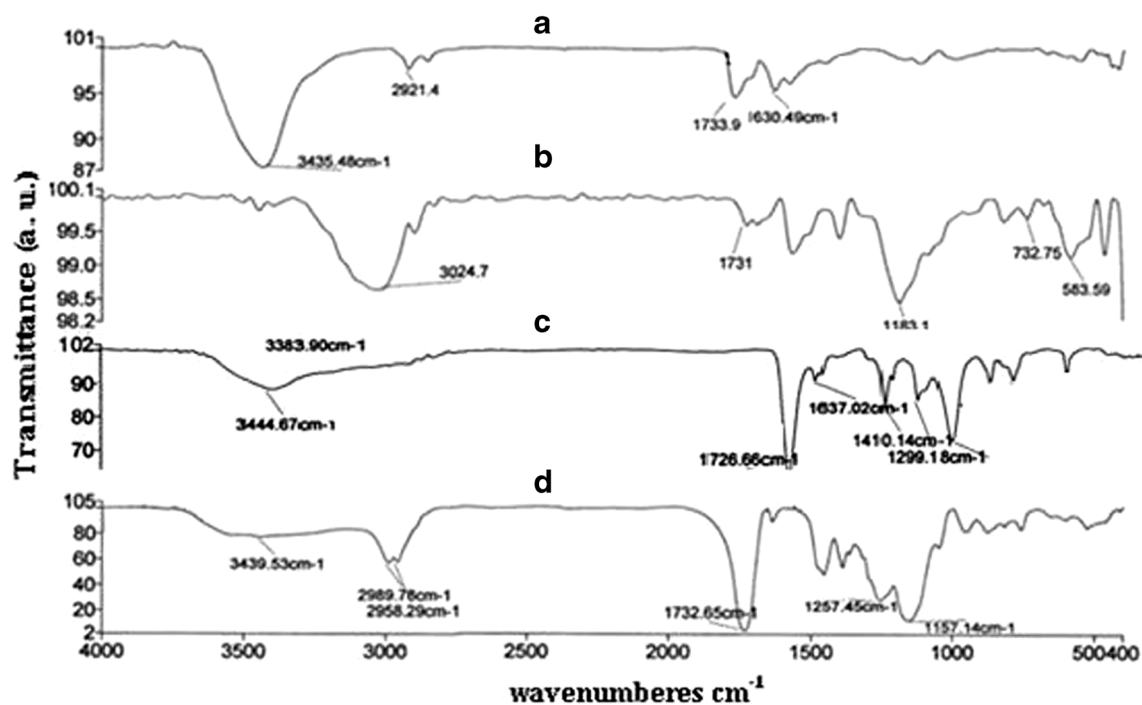 a
101
95
90
87
2921.4
1733.9
1630.49cm-1
3435.48cm-1
b
100.1
99.5
99.0
98.5
98.2
3024.7
1731
1183.1
732.75
583.59
c
102
90
80
70
3383.90cm-1
3444.67cm-1
1637.02cm-1
1410.14cm-1
1299.18cm-1
1726.66cm-1
d
105
80
60
40
20
2
3439.53cm-1
2989.78cm-1
2958.29cm-1
1732.65cm-1
1257.45cm-1
1157.14cm-1
4000
3500
3000
2500
2000
1500
1000
500400
Transmittance (a. u.)
wavenumberes cm-1